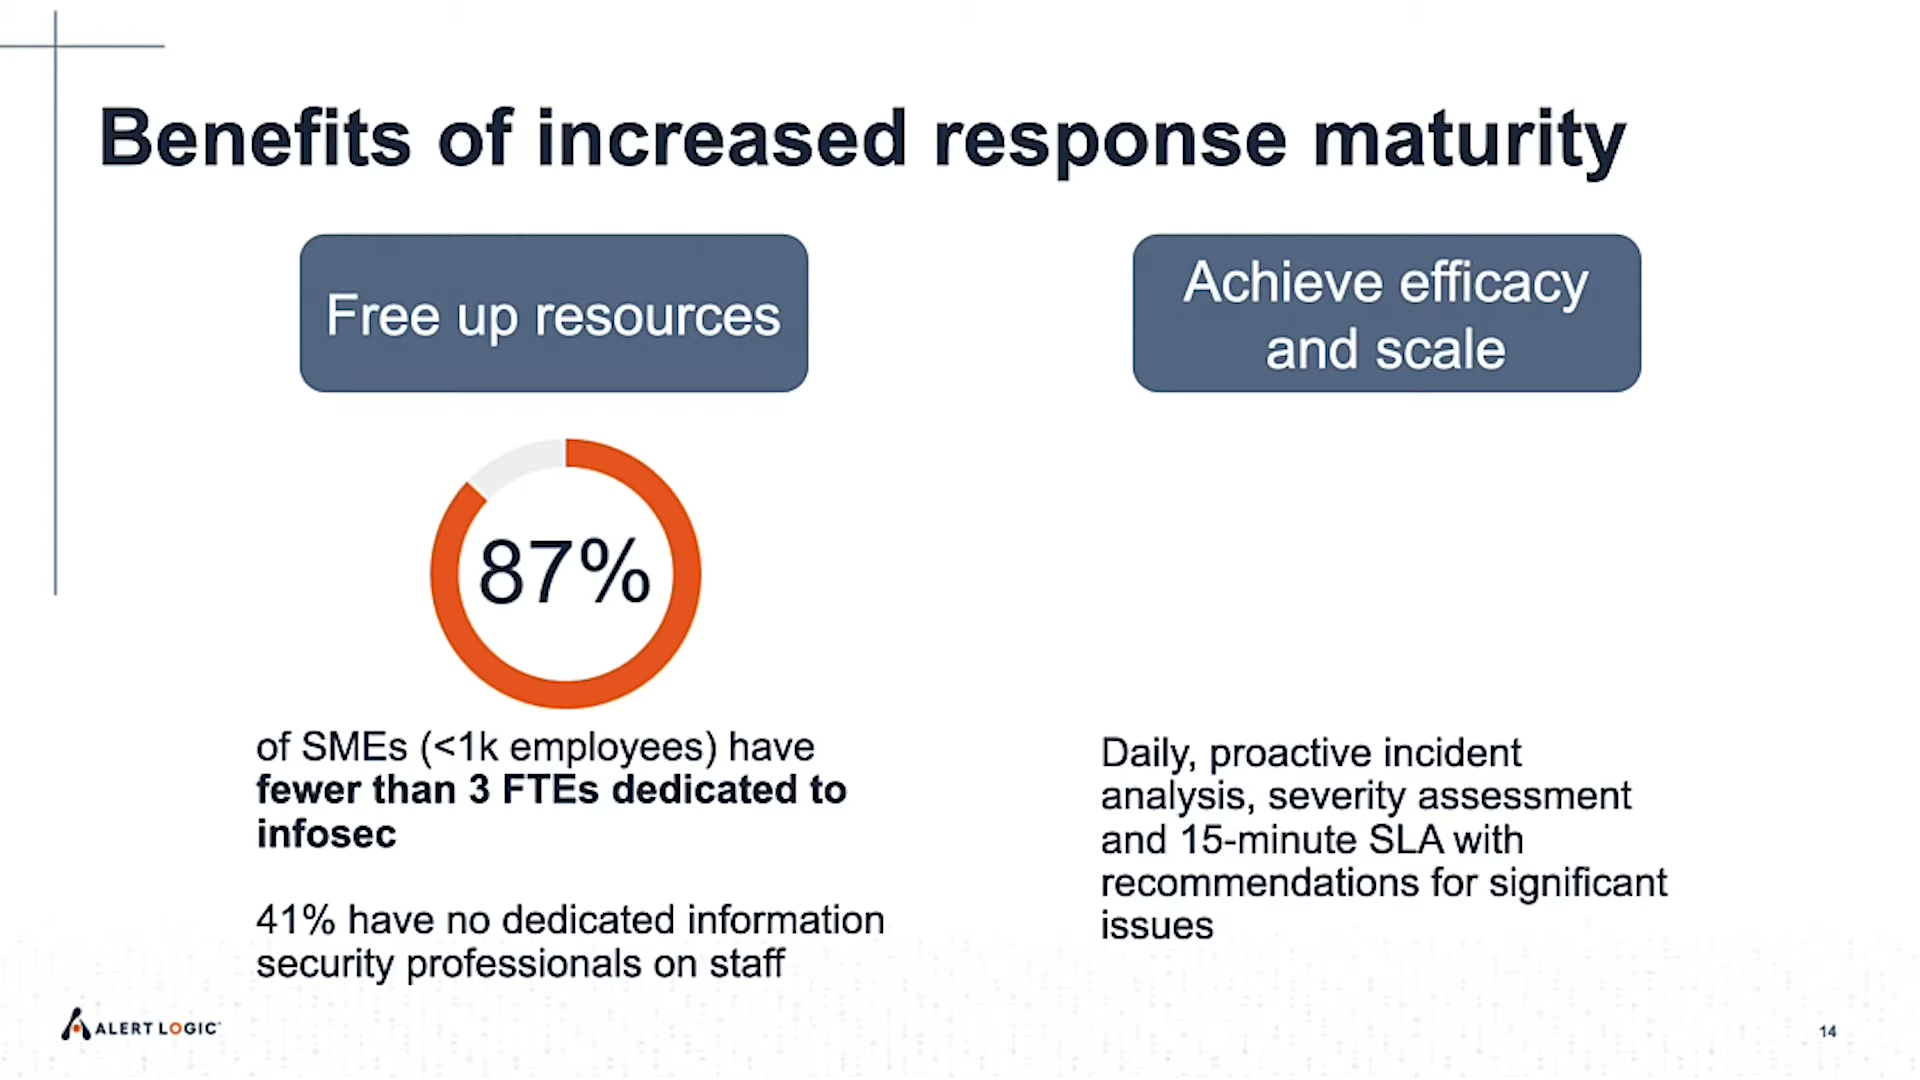 Benefits of increased response maturity
Free up resources
87%
of SMEs (<1k employees) have
fewer than 3 FTEs dedicated to
infosec
41% have no dedicated information
security professionals on staff
Achieve efficacy
and scale
Daily, proactive incident
analysis, severity assessment
and 15-minute SLA with
recommendations for significant
issues
ALERT LOGIC
14